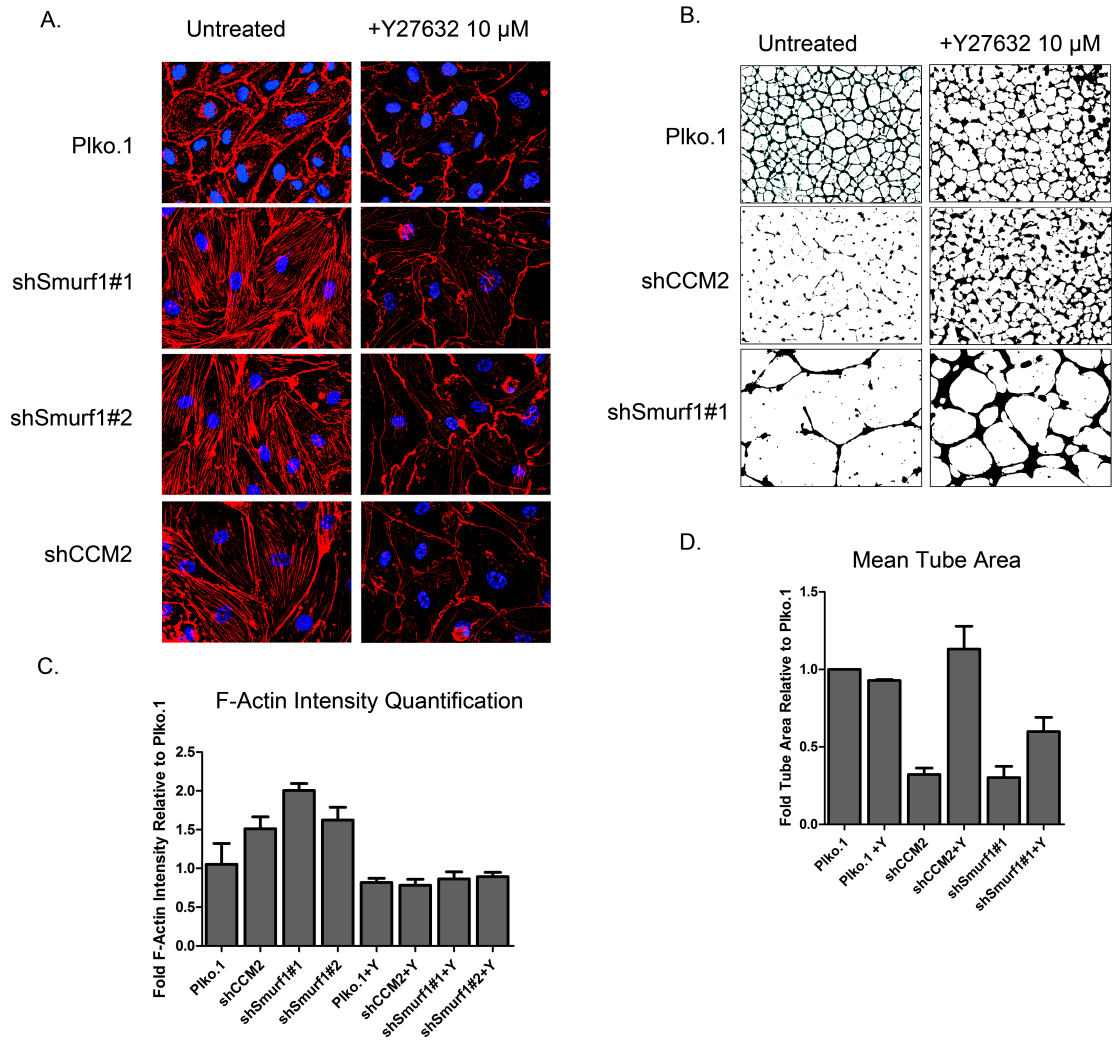 A.
Untreated
+Y27632 10 µM
Plko.1
shSmurf1#1
shSmurf1#2
shCCM2
B.
Untreated
+Y27632 10 µM
Plko.1
shCCM2
shSmurf1#1
C.
F-Actin Intensity Quantification
Fold F-Actin Intensity Relative to Plko.1
2.5
2.0
1.5
1.0
0.5
0.0
Plko.1
shCCM2
shSmurf1#1
shSmurf1#2
Plko.1+Y
shCCM2+Y
shSmurf1#1+Y
shSmurf1#2+Y
D.
Mean Tube Area
Fold Tube Area Relative to Plko.1
1.5
1.0
0.5
0.0
Plko.1
Plko.1 +Y
shCCM2
shCCM2+Y
shSmurf1#1
shSmurf1#1+Y